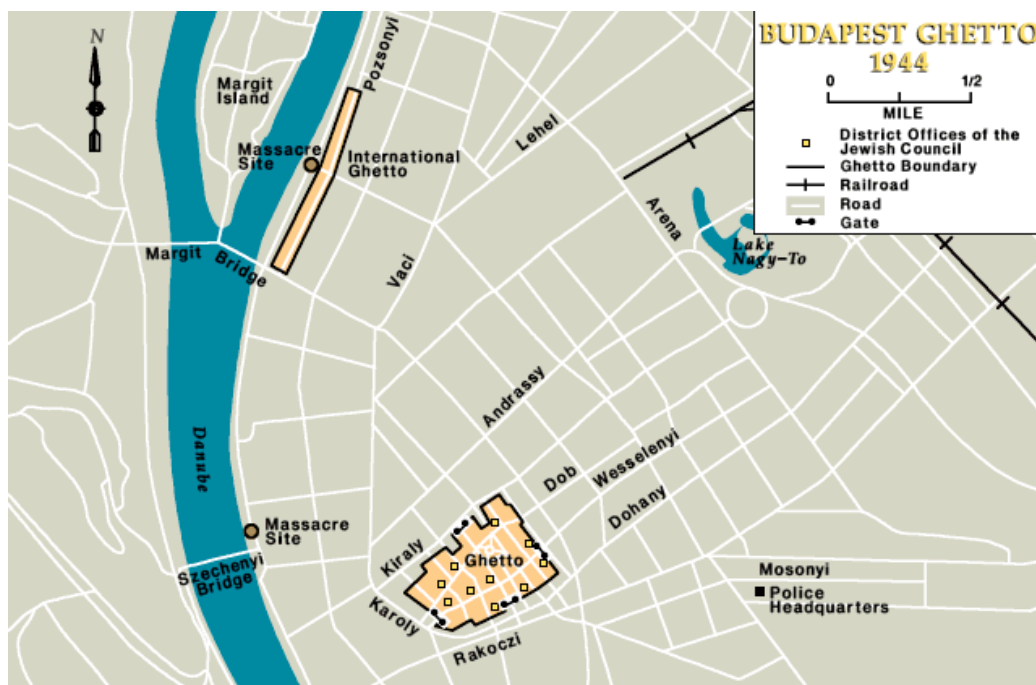 BUDAPEST GHETTO
1944
0 1/2
MILE
District Offices of the
Jewish Council
Ghetto Boundary
Railroad
Road
Gate
N
Margit
Island
Pozsonyi
Massacre
Site
International
Ghetto
Lehel
Arena
Lake
Nagy-To
Margit
Bridge
Vaci
Andrassy
Danube
Dob
Wesselenyi
Dohany
Massacre
Site
Szechenyi
Bridge
Kiraly
Ghetto
Karoly
Rakoczi
Mosonyi
Police
Headquarters